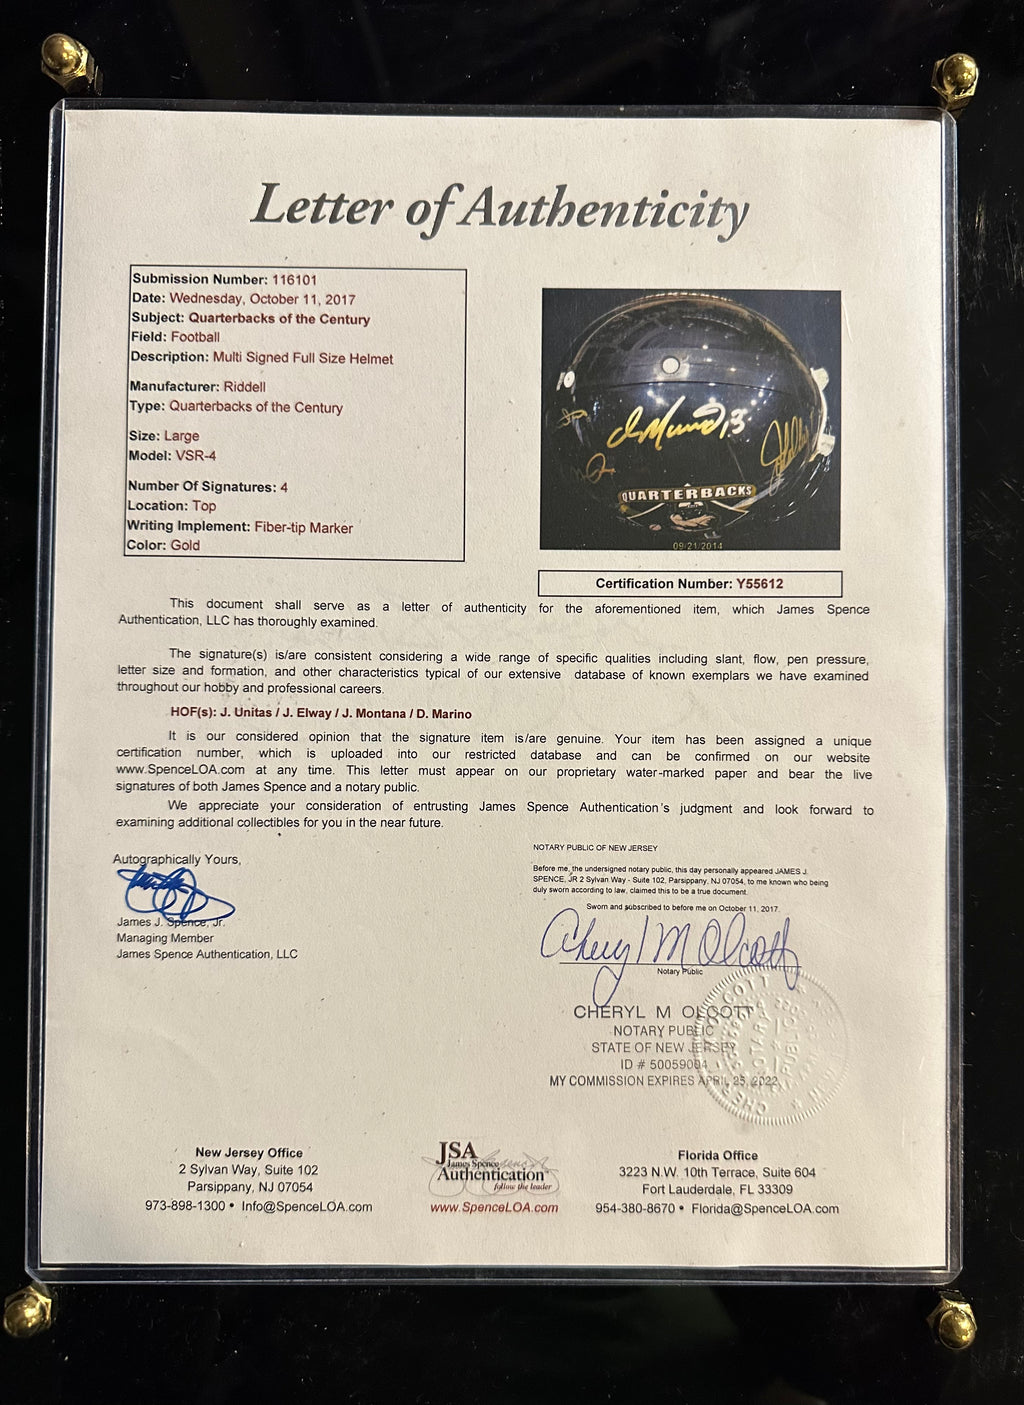 Letter of Authenticity
Submission Number: 116101
Date: Wednesday, October 11, 2017
Subject: Quarterbacks of the Century
Field: Football
Description: Multi Signed Full Size Helmet
Manufacturer: Riddell
Type: Quarterbacks of the Century
Size: Large
Model: VSR-4
Number Of Signatures: 4
Location: Top
Writing Implement: Fiber-tip Marker
Color: Gold
QUARTERBACKS
09/21/2014
Certification Number: Y55612
This document shall serve as a letter of authenticity for the aforementioned item, which James Spence
Authentication, LLC has thoroughly examined.
The signature(s) is/are consistent considering a wide range of specific qualities including slant, flow, pen pressure,
letter size and formation, and other characteristics typical of our extensive database of known exemplars we have examined
throughout our hobby and professional careers.
HOF(s): J. Unitas / J. Elway / J. Montana / D. Marino
It is our considered opinion that the signature item is/are genuine. Your item has been assigned a unique
certification number, which is uploaded into our restricted database and can be confirmed on our website
www.SpenceLOA.com at any time. This letter must appear on our proprietary water-marked paper and bear the live
signatures of both James Spence and a notary public.
We appreciate your consideration of entrusting James Spence Authentication's judgment and look forward to
examining additional collectibles for you in the near future.
Autographically Yours,
James J. Spence, Jr.
Managing Member
James Spence Authentication, LLC
NOTARY PUBLIC OF NEW JERSEY
Before me, the undersigned notary public, this day personally appeared JAMES J.
SPENCE, JR 2 Sylvan Way - Suite 102, Parsippany, NJ 07054, to me known who being
duly sworn according to law, claimed this to be a true document.
Sworn and subscribed to before me on October 11, 2017.
Cheryl M Olcott
Notary Public
CHERYL M OLCOTT
NOTARY PUBLIC
STATE OF NEW JERSEY
ID # 50059004
MY COMMISSION EXPIRES APRIL 25, 2022
New Jersey Office
2 Sylvan Way, Suite 102
Parsippany, NJ 07054
973-898-1300 • Info@SpenceLOA.com
JSA
James Spence
Authentication
follow the leader
www.SpenceLOA.com
Florida Office
3223 N.W. 10th Terrace, Suite 604
Fort Lauderdale, FL 33309
954-380-8670 • Florida@SpenceLOA.com